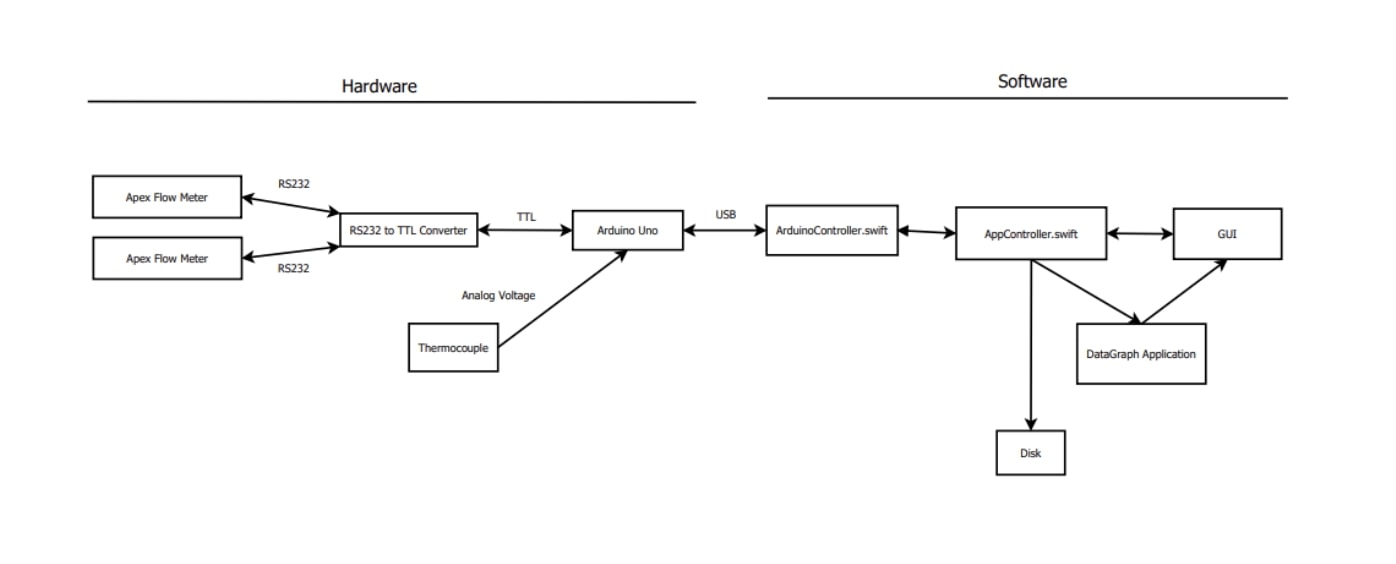 Hardware
Software
Apex Flow Meter
RS232
RS232 to TTL Converter
TTL
Arduino Uno
USB
ArduinoController.swift
AppController.swift
GUI
Apex Flow Meter
RS232
Analog Voltage
Thermocouple
DataGraph Application
Disk